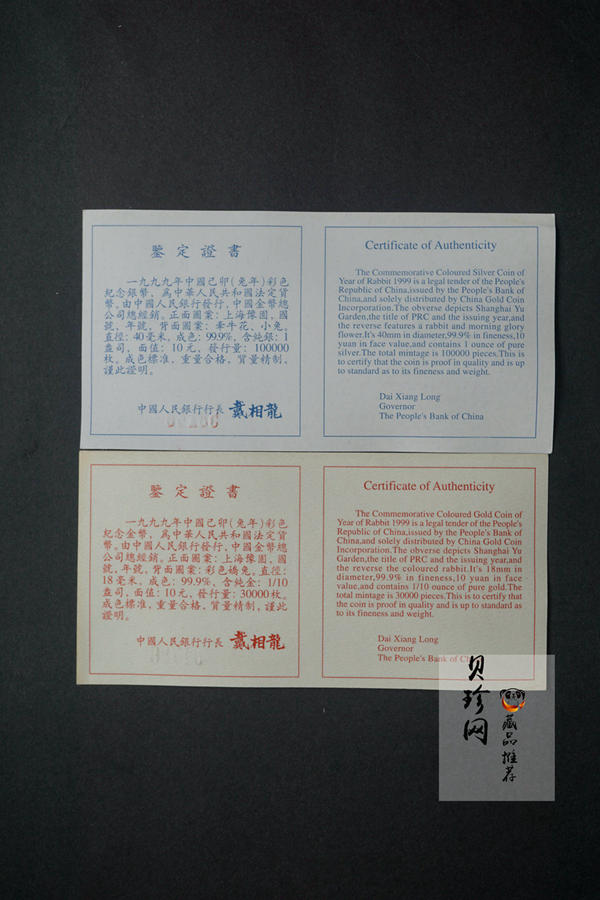 鑒定證書
一九九九年中國己卯(兔年)彩色
紀念銀幣,爲中華人民共和國法定貨
幣,由中國人民銀行發行,中國金幣總
公司總經銷。正面圖案:上海豫園,國
號,年號,背面圖案:牽牛花、小兔。
直徑:40毫米,成色:99.9%,含純銀:1
盎司,面值:10元,發行量:100000
枚。成色標准,重量合格,質量精制,
謹此證明。
中國人民銀行行長 戴相龍
Certificate of Authenticity
The Commemorative Coloured Silver Coin of
Year of Rabbit 1999 is a legal tender of the People's
Republic of China,issued by the People's Bank of
China,and solely distributed by China Gold Coin
Incorporation.The obverse depicts Shanghai Yu
Garden,the title of PRC and the issuing year,and
the reverse features a rabbit and morning glory
flower.It's 40mm in diameter,99.9% in fineness,10
yuan in face value,and contains 1 ounce of pure
silver.The total mintage is 100000 pieces.This is
to certify that the coin is proof in quality and is up
to standard as to its fineness and weight.
Dai Xiang Long
Governor
The People's Bank of China
鑒定證書
一九九九年中國己卯(兔年)彩色
紀念金幣,爲中華人民共和國法定貨
幣。由中國人民銀行發行,中國金幣總
公司總經銷。正面圖案:上海豫園,國
號,年號,背面圖案:彩色嬌兔,直徑:
18毫米,成色:99.9%,含純金:1/10
盎司,面值:10元,發行量:30000枚。
成色標准,重量合格,質量精制,謹此
證明。
中國人民銀行行長 戴相龍
Certificate of Authenticity
The Commemorative Coloured Gold Coin of
Year of Rabbit 1999 is a legal tender of the People's
Republic of China,issued by the People's Bank of
China,and solely distributed by China Gold Coin
Incorporation.The obverse depicts Shanghai Yu
Garden,the title of PRC and the issuing year,and
the reverse the coloured rabbit.It's 18mm in
diameter,99.9% in fineness,10 yuan in face
value,and contains 1/10 ounce of pure gold.The
total mintage is 30000 pieces.This is to certify that
the coin is proof in quality and is up to standard as
to its fineness and weight.
Dai Xiang Long
Governor
The People's Bank of China
贝珍网
藏品推荐